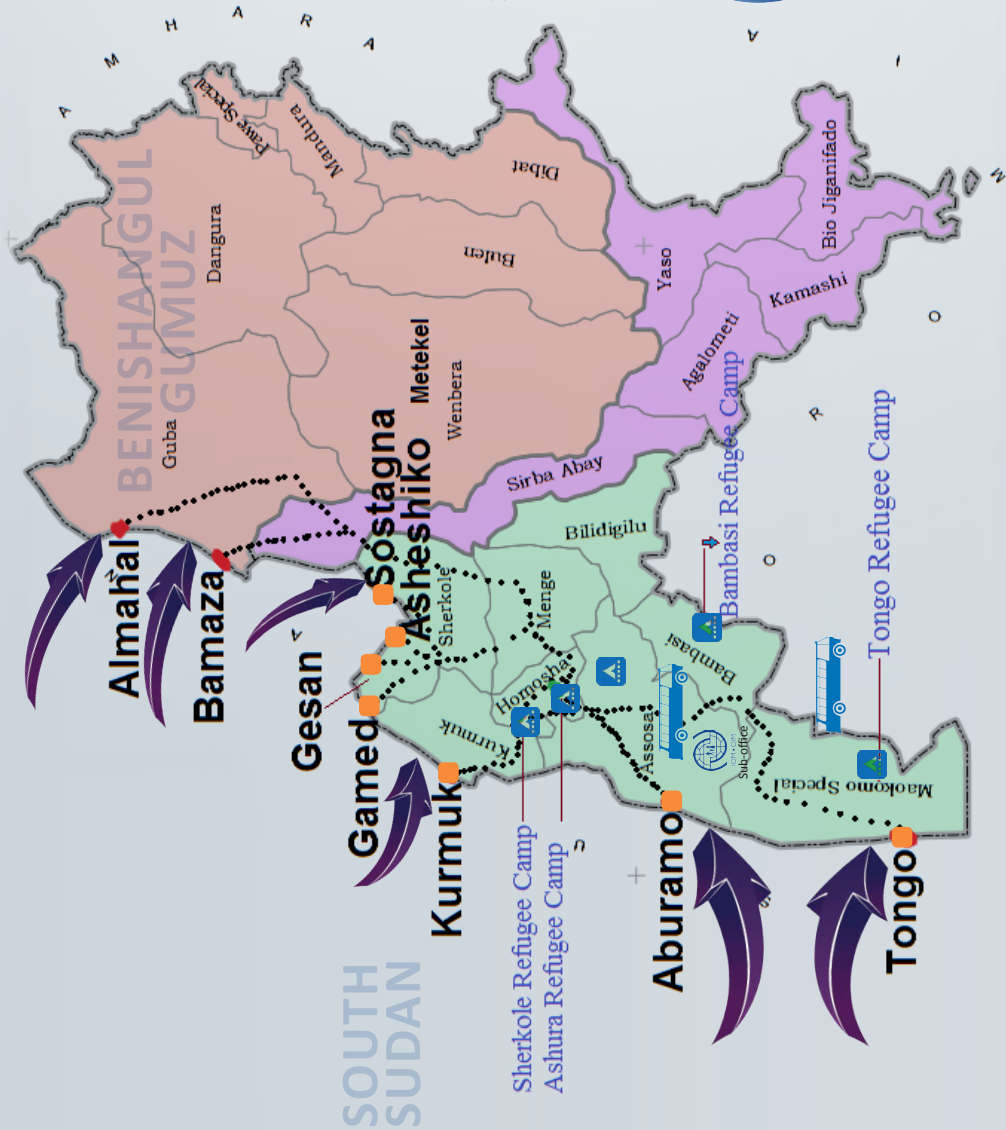 A M H A R A
BENISHANGUL
GUMUZ
Pawe Special
Mandura
Dangura
Dibat
Bulen
Guba
Metekel
Wenbera
Yaso
Bio Jiganifado
Kamashi
Agalometi
Sirba Abay
Bilidigilu
Almahal
Bamaza
Sostagna
Asheshiko
Gesan
Gamed
Kurmuk
Sherkole
Menge
Homosha
Kurmuk
Bambasi
Assosa
IOM • OIM
Sub-office
Maokomo Special
Bambasi Refugee Camp
Tongo Refugee Camp
Sherkole Refugee Camp
Ashura Refugee Camp
Aburamo
Tongo
SOUTH
SUDAN
O R O M I A